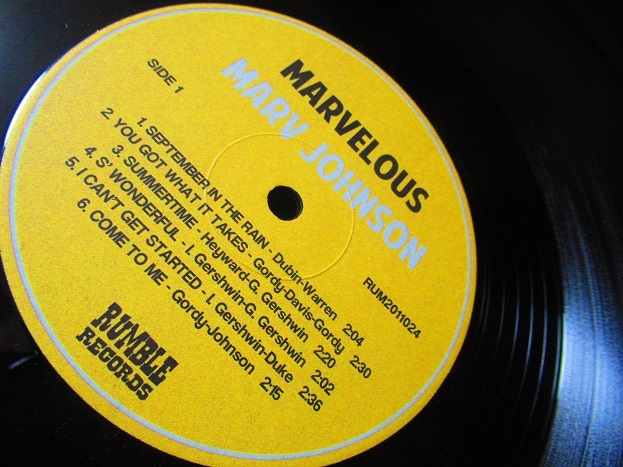 MARVELOUS
MARV JOHNSON
SIDE 1
RUM2011024
1. SEPTEMBER IN THE RAIN - Dubin-Warren 2:04
2. YOU GOT WHAT IT TAKES - Gordy-Davis-Gordy 2:30
3. SUMMERTIME - Heyward-G. Gershwin 2:20
4. S' WONDERFUL - I. Gershwin-G. Gershwin 2:02
5. I CAN'T GET STARTED - I. Gershwin-Duke 2:36
6. COME TO ME - Gordy-Johnson 2:15
RUMBLE
RECORDS